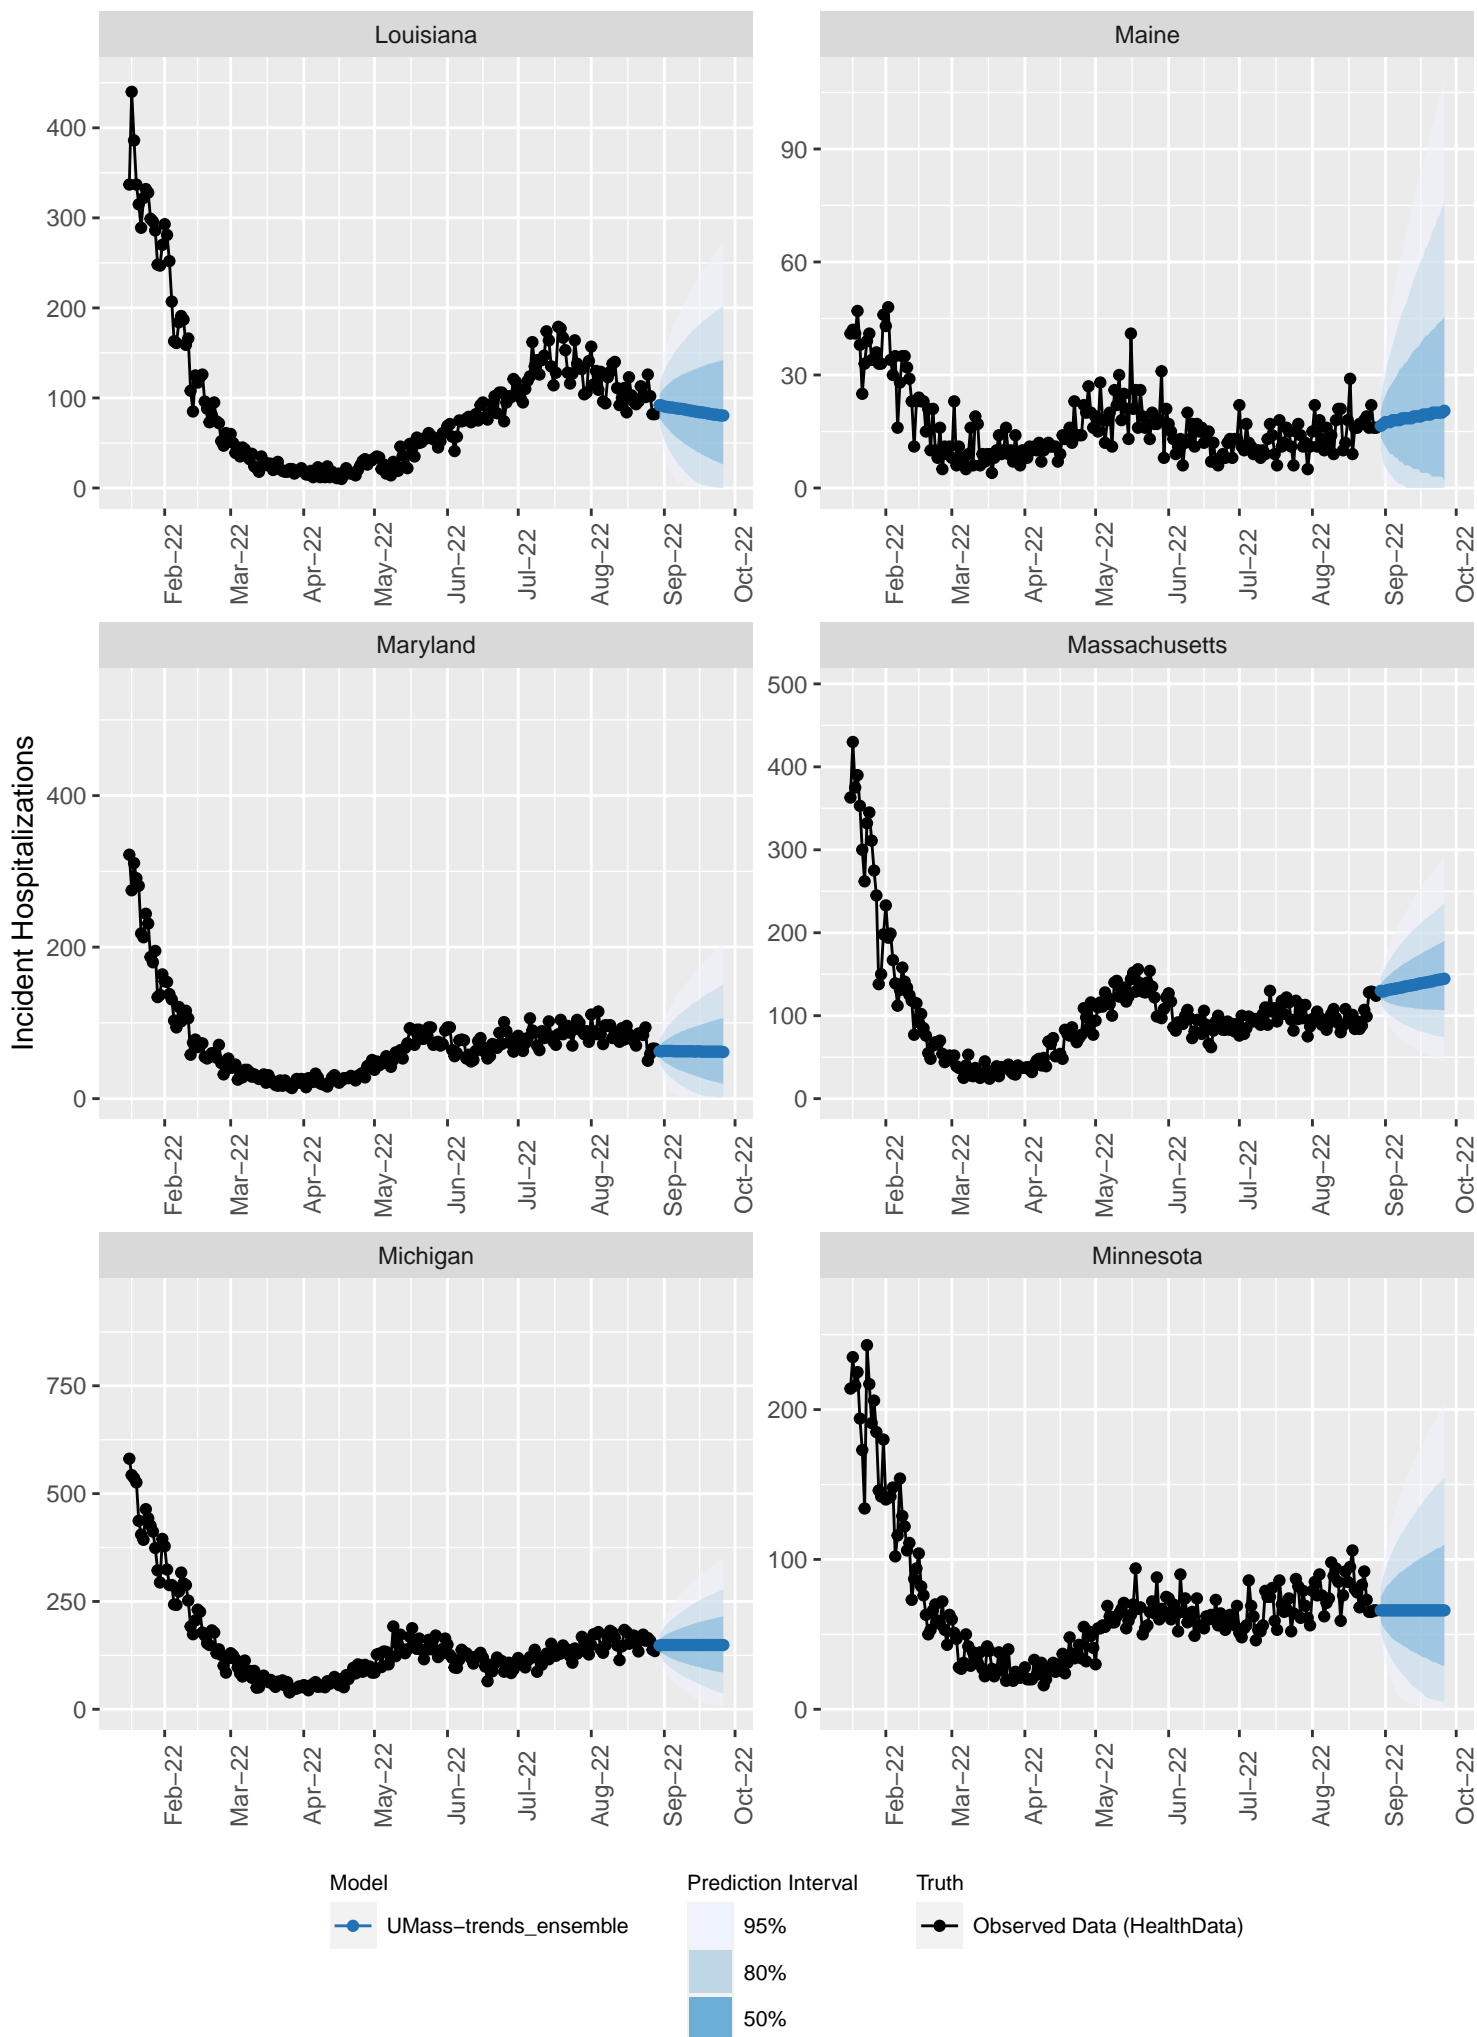 Louisiana
Maine
400
300
200
100
0
90
60
30
0
Feb−22
Mar−22
Apr−22
May−22
Jun−22
Jul−22
Aug−22
Sep−22
Oct−22
Feb−22
Mar−22
Apr−22
May−22
Jun−22
Jul−22
Aug−22
Sep−22
Oct−22
Incident Hospitalizations
Maryland
Massachusetts
400
200
0
500
400
300
200
100
0
Feb−22
Mar−22
Apr−22
May−22
Jun−22
Jul−22
Aug−22
Sep−22
Oct−22
Feb−22
Mar−22
Apr−22
May−22
Jun−22
Jul−22
Aug−22
Sep−22
Oct−22
Michigan
Minnesota
750
500
250
0
200
100
0
Feb−22
Mar−22
Apr−22
May−22
Jun−22
Jul−22
Aug−22
Sep−22
Oct−22
Feb−22
Mar−22
Apr−22
May−22
Jun−22
Jul−22
Aug−22
Sep−22
Oct−22
Model
UMass−trends_ensemble
Prediction Interval
95%
80%
50%
Truth
Observed Data (HealthData)